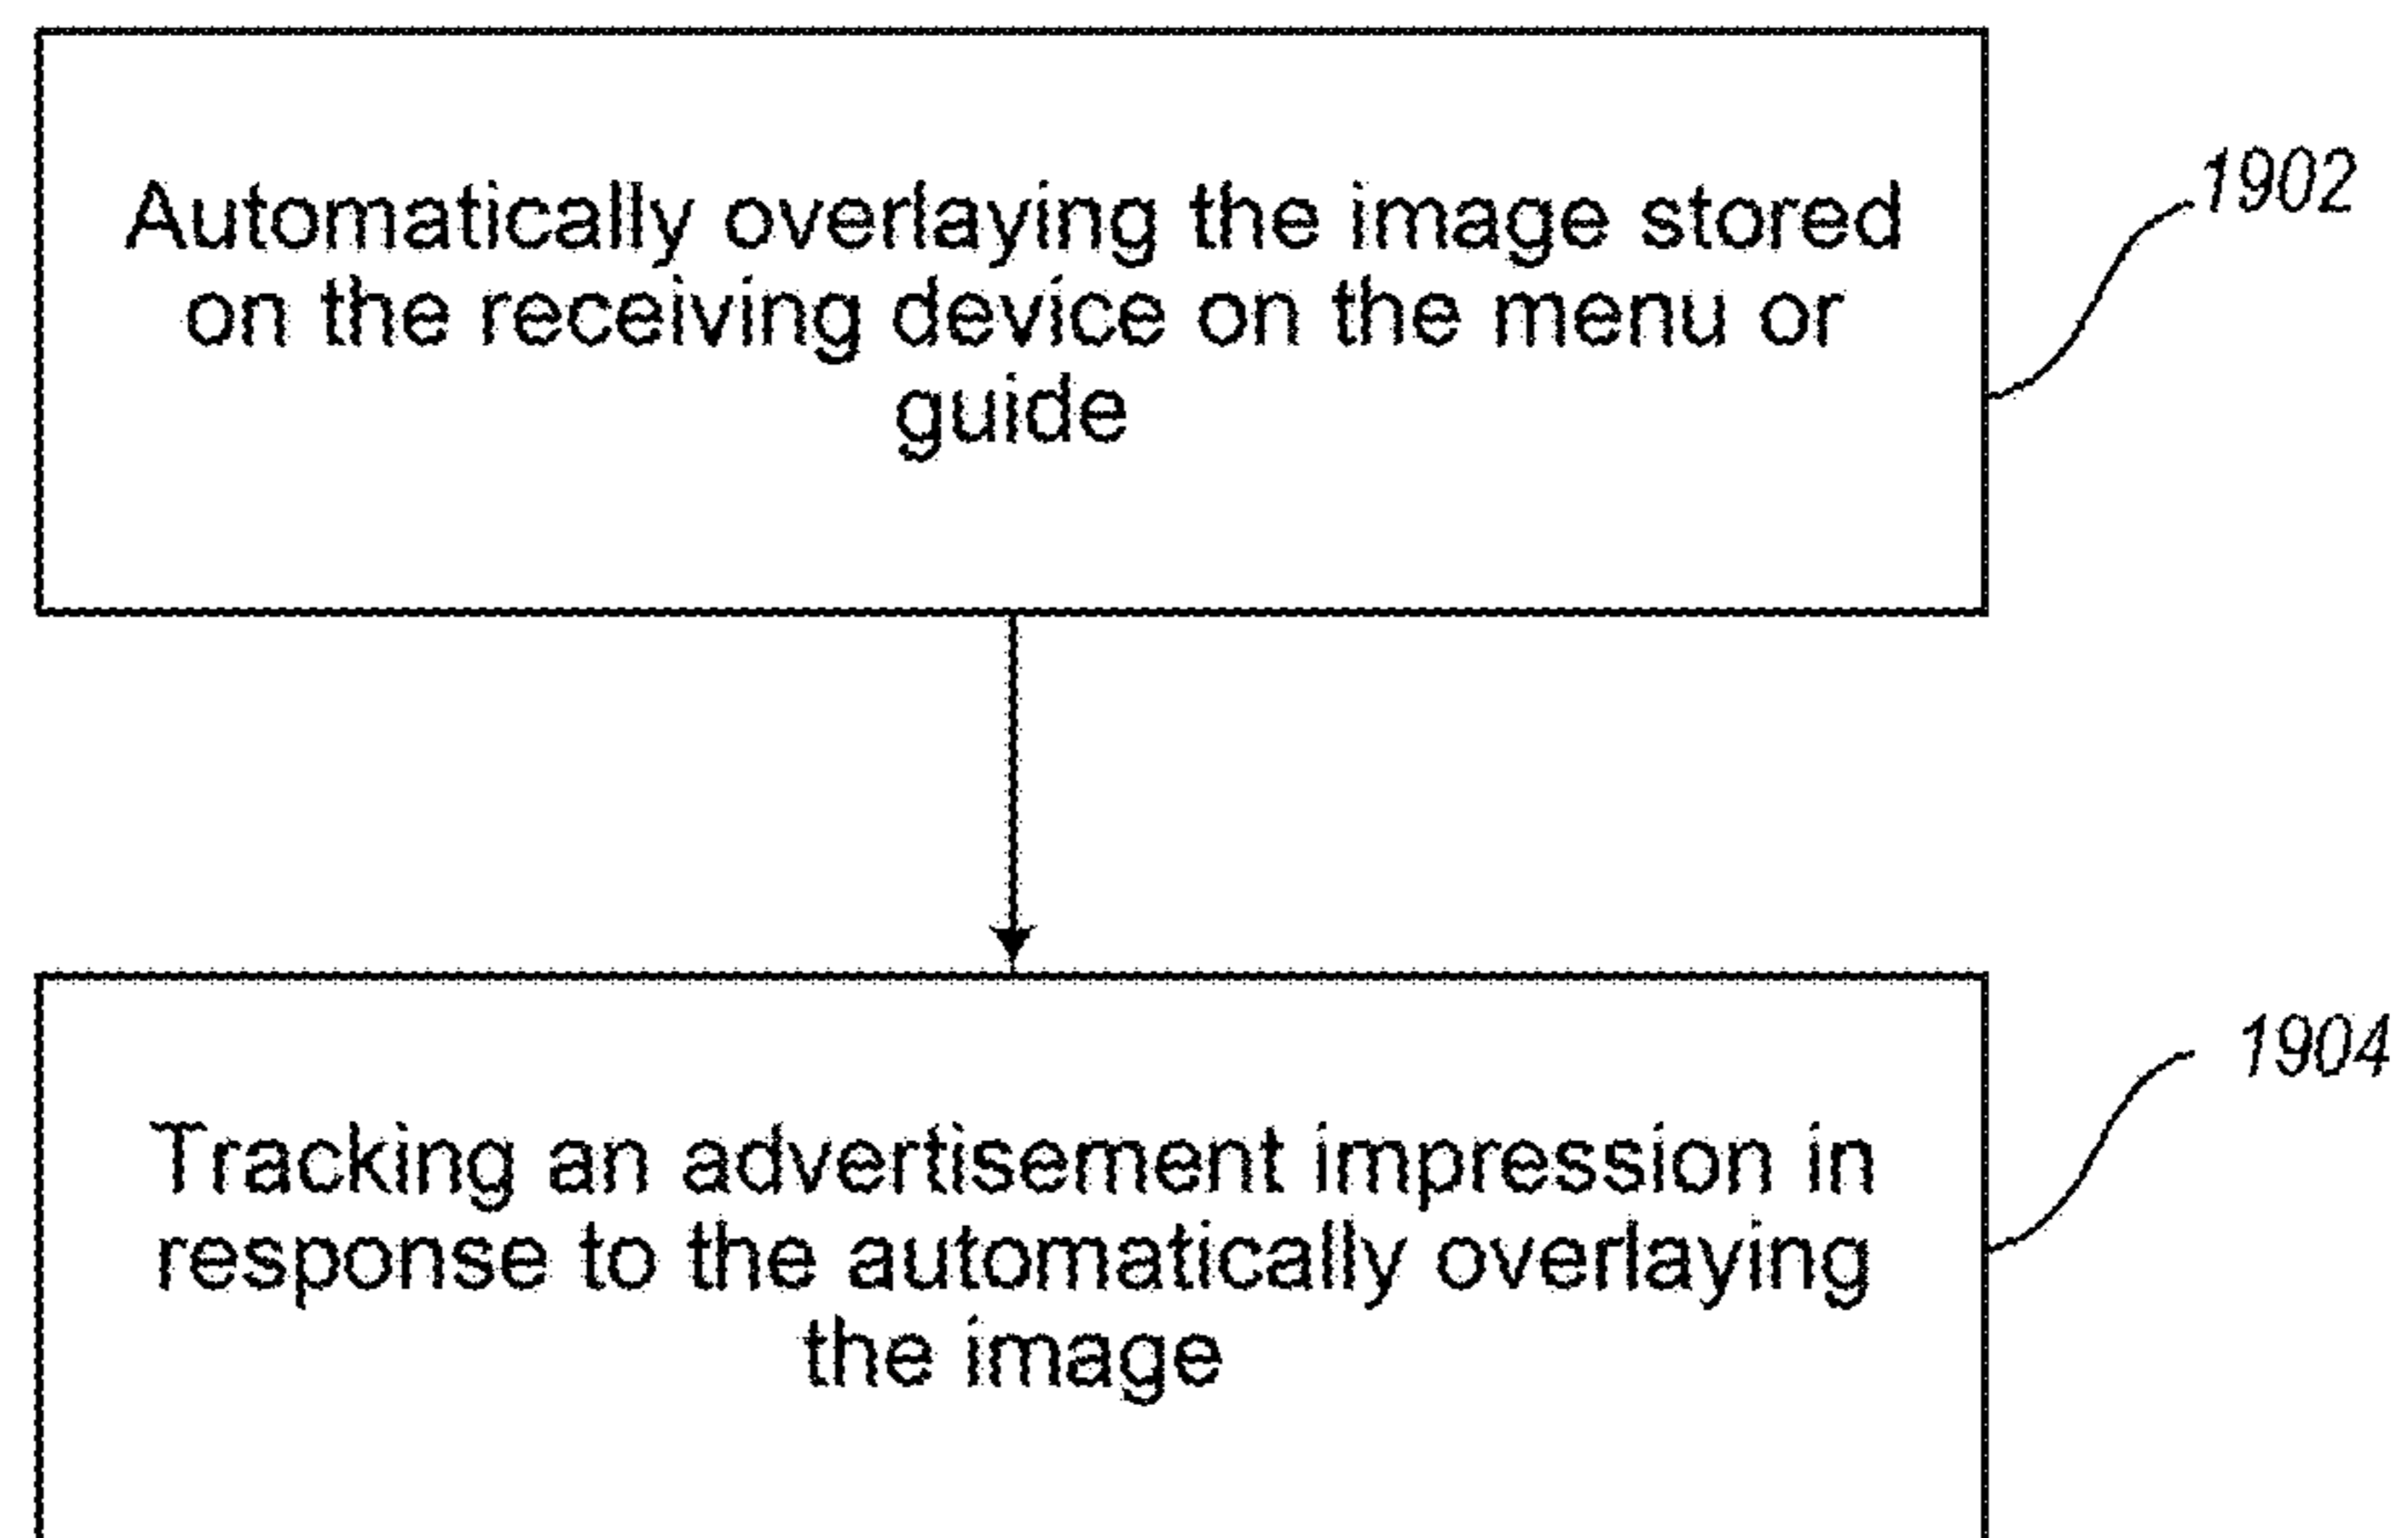 Automatically overlaying the image stored
on the receiving device on the menu or
guide
1902
Tracking an advertisement impression in
response to the automatically overlaying
the image
1904